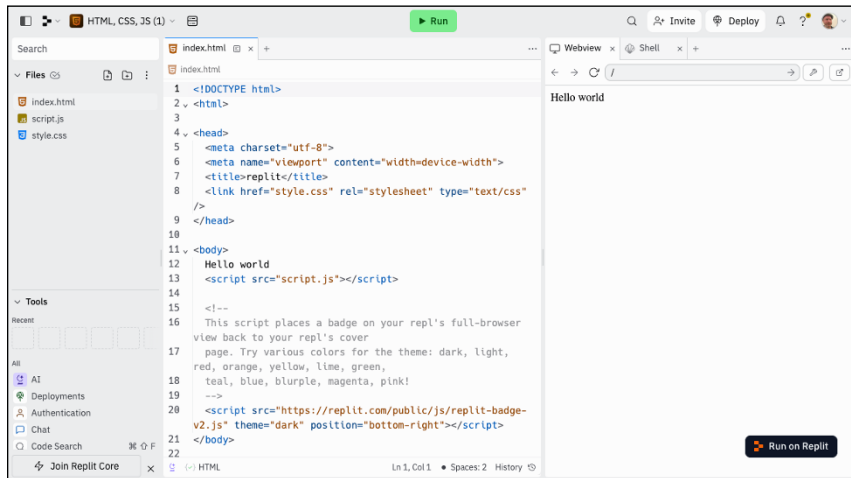 HTML, CSS, JS (1)
Run
Invite
Deploy
Search
Files
index.html
script.js
style.css
Tools
Recent
All
AI
Deployments
Authentication
Chat
Code Search ⌘ ⇧ F
Join Replit Core
index.html
index.html
1 <!DOCTYPE html>
2 <html>
3
4 <head>
5 <meta charset="utf-8">
6 <meta name="viewport" content="width=device-width">
7 <title>replit</title>
8 <link href="style.css" rel="stylesheet" type="text/css"
/>
9 </head>
10
11 <body>
12 Hello world
13 <script src="script.js"></script>
14
15 <!--
16 This script places a badge on your repl's full-browser
view back to your repl's cover
17 page. Try various colors for the theme: dark, light,
red, orange, yellow, lime, green,
18 teal, blue, blurple, magenta, pink!
19 -->
20 <script src="https://replit.com/public/js/replit-badge-
v2.js" theme="dark" position="bottom-right"></script>
21 </body>
22
HTML
Ln 1, Col 1 • Spaces: 2 History
Webview
Shell
/
Hello world
Run on Replit